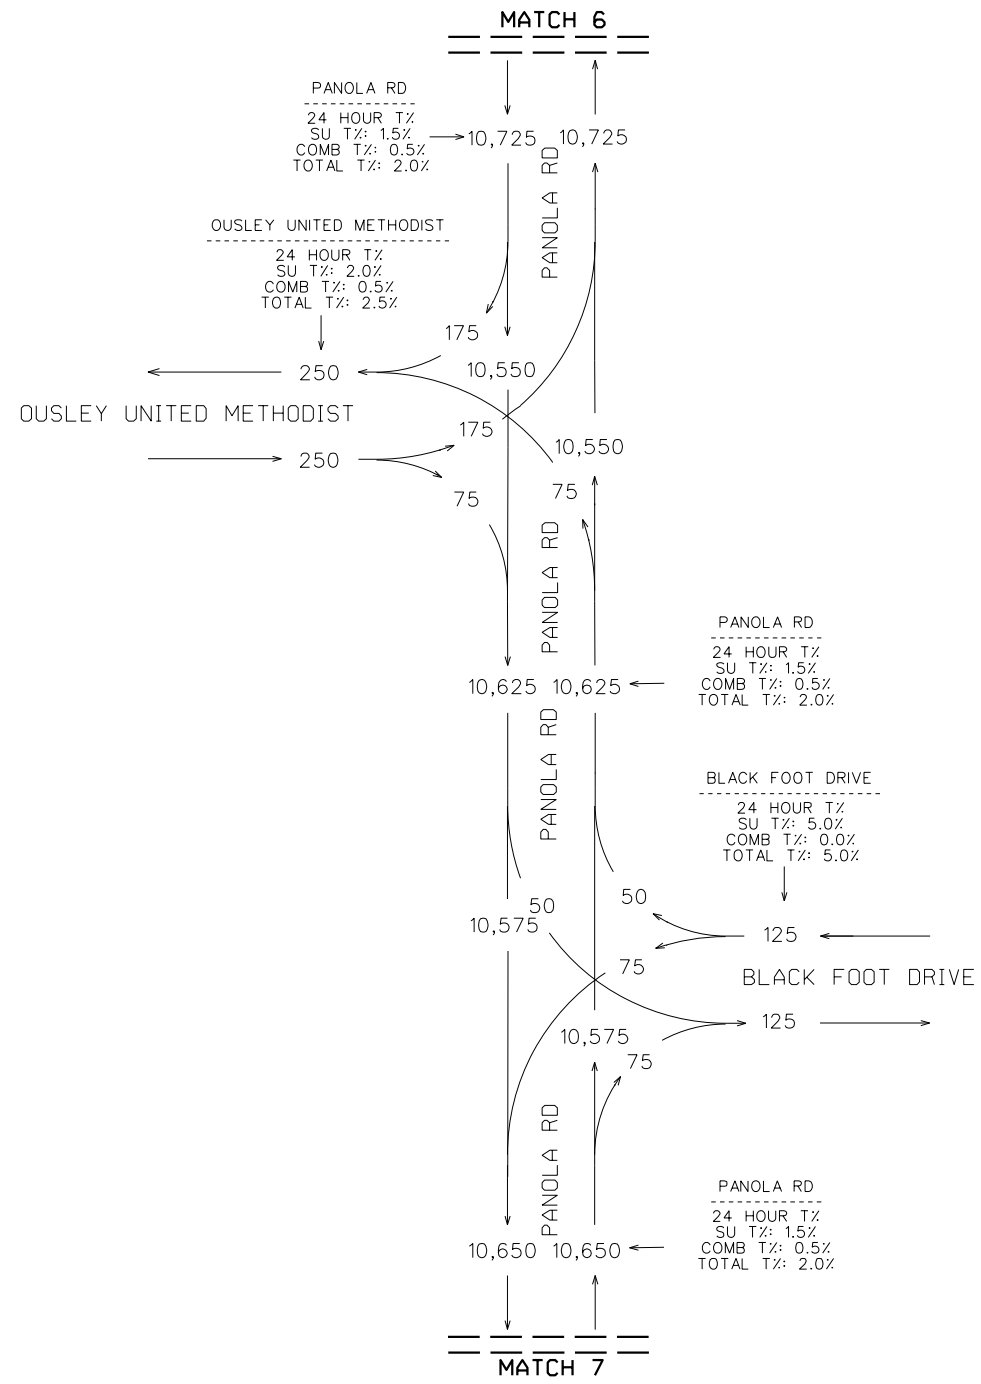 MATCH 6
PANOLA RD
24 HOUR T%
SU T%: 1.5%
COMB T%: 0.5%
TOTAL T%: 2.0%
10,725 10,725
PANOLA RD
OUSLEY UNITED METHODIST
24 HOUR T%
SU T%: 2.0%
COMB T%: 0.5%
TOTAL T%: 2.5%
175
10,550
250
OUSLEY UNITED METHODIST
175
10,550
250
75
75
PANOLA RD
PANOLA RD
24 HOUR T%
SU T%: 1.5%
COMB T%: 0.5%
TOTAL T%: 2.0%
10,625 10,625
PANOLA RD
BLACK FOOT DRIVE
24 HOUR T%
SU T%: 5.0%
COMB T%: 0.0%
TOTAL T%: 5.0%
50
50
10,575
125
75
BLACK FOOT DRIVE
125
10,575
75
PANOLA RD
PANOLA RD
24 HOUR T%
SU T%: 1.5%
COMB T%: 0.5%
TOTAL T%: 2.0%
10,650 10,650
MATCH 7